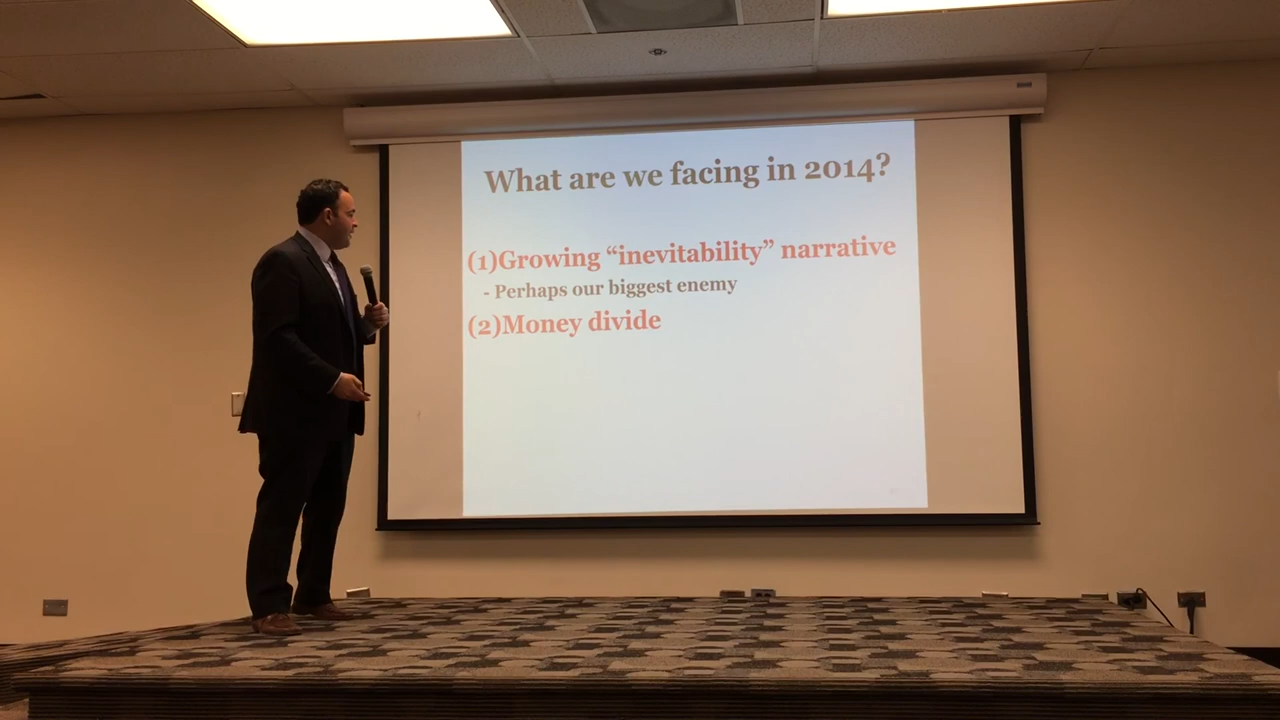 What are we facing in 2014?
(1)Growing “inevitability” narrative
- Perhaps our biggest enemy
(2)Money divide